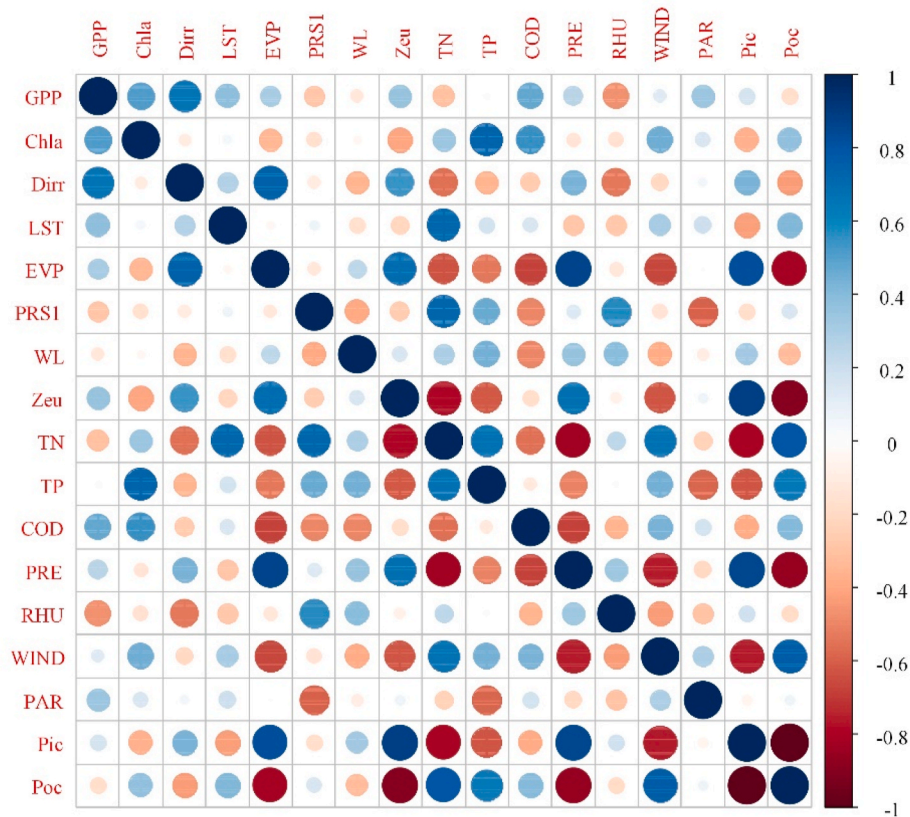 GPP Chla Dirr LST EVP PRS1 WL Zeu TN TP COD PRE RHU WIND PAR Pic Poc
GPP
Chla
Dirr
LST
EVP
PRS1
WL
Zeu
TN
TP
COD
PRE
RHU
WIND
PAR
Pic
Poc
1
0.8
0.6
0.4
0.2
0
-0.2
-0.4
-0.6
-0.8
-1